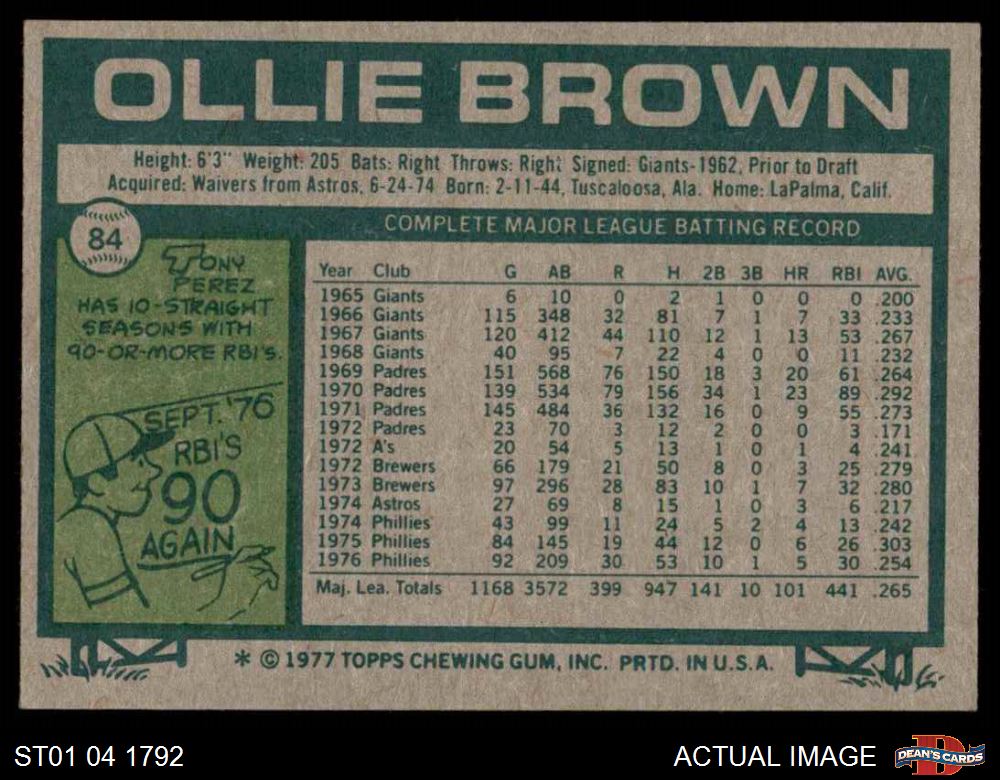 OLLIE BROWN
Height: 6'3" Weight: 205 Bats: Right Throws: Right Signed: Giants-1962, Prior to Draft
Acquired: Waivers from Astros, 6-24-74 Born: 2-11-44, Tuscaloosa, Ala. Home: LaPalma, Calif.
84
TONY
PEREZ
HAS 10-STRAIGHT
SEASONS WITH
90-OR-MORE RBI'S.
SEPT. '76
RBI'S
90
AGAIN
COMPLETE MAJOR LEAGUE BATTING RECORD
Year Club G AB R H 2B 3B HR RBI AVG.
1965 Giants 6 10 0 2 1 0 0 0 .200
1966 Giants 115 348 32 81 7 1 7 33 .233
1967 Giants 120 412 44 110 12 1 13 53 .267
1968 Giants 40 95 7 22 4 0 0 11 .232
1969 Padres 151 568 76 150 18 3 20 61 .264
1970 Padres 139 534 79 156 34 1 23 89 .292
1971 Padres 145 484 36 132 16 0 9 55 .273
1972 Padres 23 70 3 12 2 0 0 3 .171
1972 A's 20 54 5 13 1 0 1 4 .241
1972 Brewers 66 179 21 50 8 0 3 25 .279
1973 Brewers 97 296 28 83 10 1 7 32 .280
1974 Astros 27 69 8 15 1 0 3 6 .217
1974 Phillies 43 99 11 24 5 2 4 13 .242
1975 Phillies 84 145 19 44 12 0 6 26 .303
1976 Phillies 92 209 30 53 10 1 5 30 .254
Maj. Lea. Totals 1168 3572 399 947 141 10 101 441 .265
* © 1977 TOPPS CHEWING GUM, INC. PRTD. IN U.S.A.
ST01 04 1792
ACTUAL IMAGE
D
DEAN'S CARDS